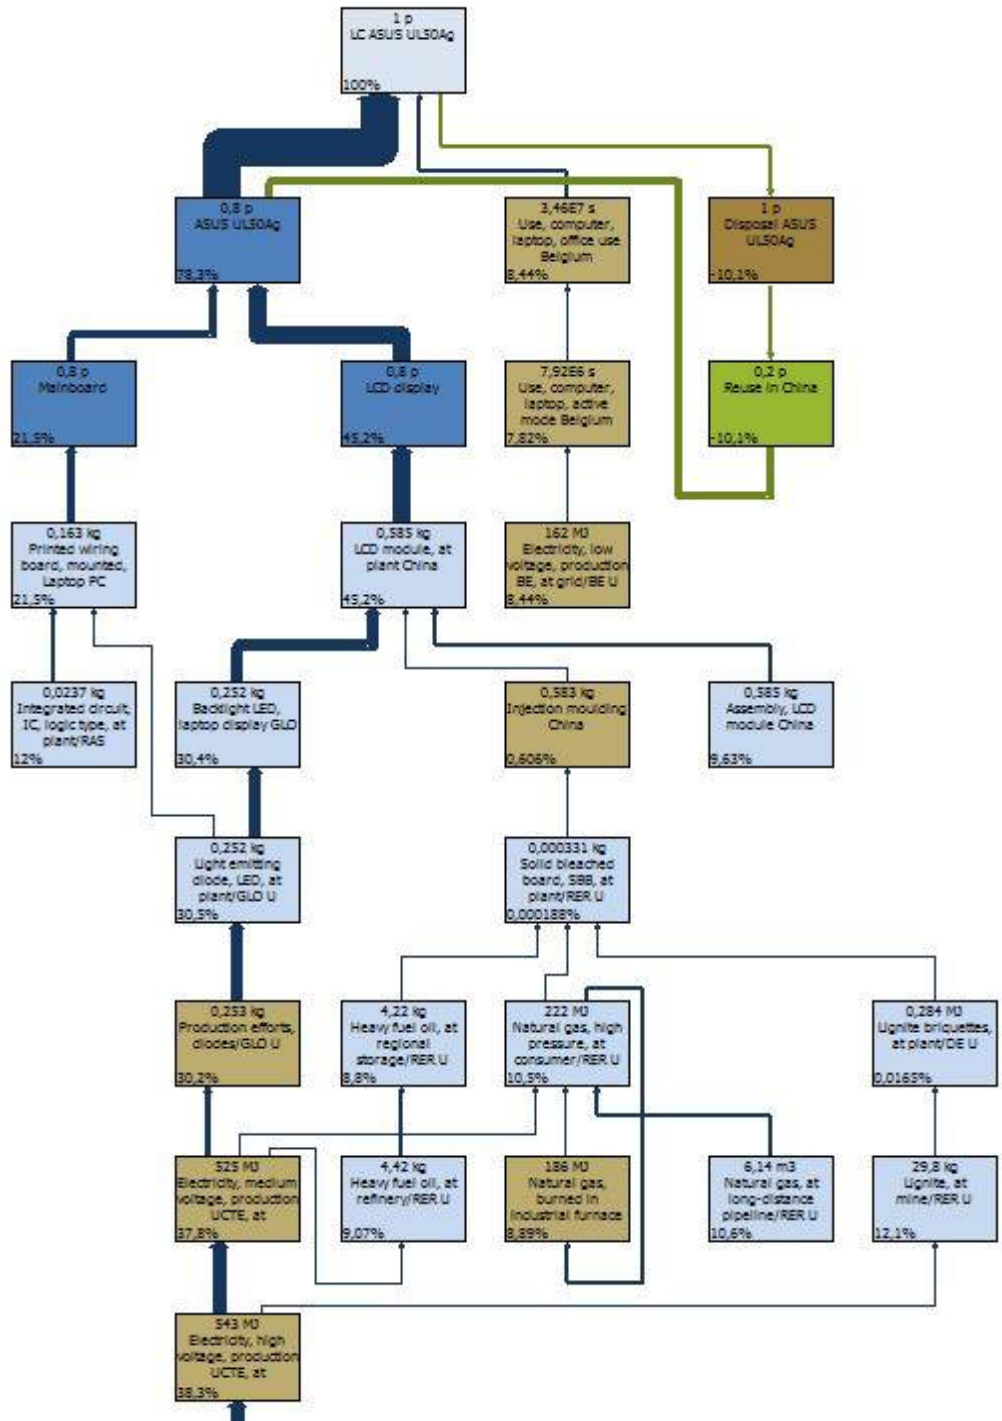 1 p
LC ASUS UL50Ag
100%
0,8 p
ASUS UL50Ag
78,3%
3,46E7 s
Use, computer,
laptop, office use
Belgium
8,44%
1 p
Disposal ASUS
UL50Ag
-10,1%
0,8 p
Mainboard
21,5%
0,8 p
LCD display
45,2%
7,92E6 s
Use, computer,
laptop, active
mode Belgium
7,82%
0,2 p
Reuse in China
-10,1%
0,163 kg
Printed wiring
board, mounted,
Laptop PC
21,5%
0,585 kg
LCD module, at
plant China
45,2%
162 MJ
Electricity, low
voltage, production
BE, at grid/BE U
8,44%
0,0237 kg
Integrated circuit,
IC, logic type, at
plant/RAS
12%
0,252 kg
Backlight LED,
laptop display GLO
30,4%
0,583 kg
Injection moulding
China
0,606%
0,585 kg
Assembly, LCD
module China
9,63%
0,252 kg
Light emitting
diode, LED, at
plant/GLO U
30,5%
0,000331 kg
Solid bleached
board, SBB, at
plant/RER U
0,000188%
0,253 kg
Production efforts,
diodes/GLO U
30,2%
4,22 kg
Heavy fuel oil, at
regional
storage/RER U
8,8%
222 MJ
Natural gas, high
pressure, at
consumer/RER U
10,5%
0,284 MJ
Lignite briquettes,
at plant/DE U
0,0165%
525 MJ
Electricity, medium
voltage, production
UCTE, at
37,8%
4,42 kg
Heavy fuel oil, at
refinery/RER U
9,07%
186 MJ
Natural gas,
burned in
industrial furnace
8,89%
6,14 m3
Natural gas, at
long-distance
pipeline/RER U
10,6%
29,8 kg
Lignite, at
mine/RER U
12,1%
543 MJ
Electricity, high
voltage, production
UCTE, at
38,3%